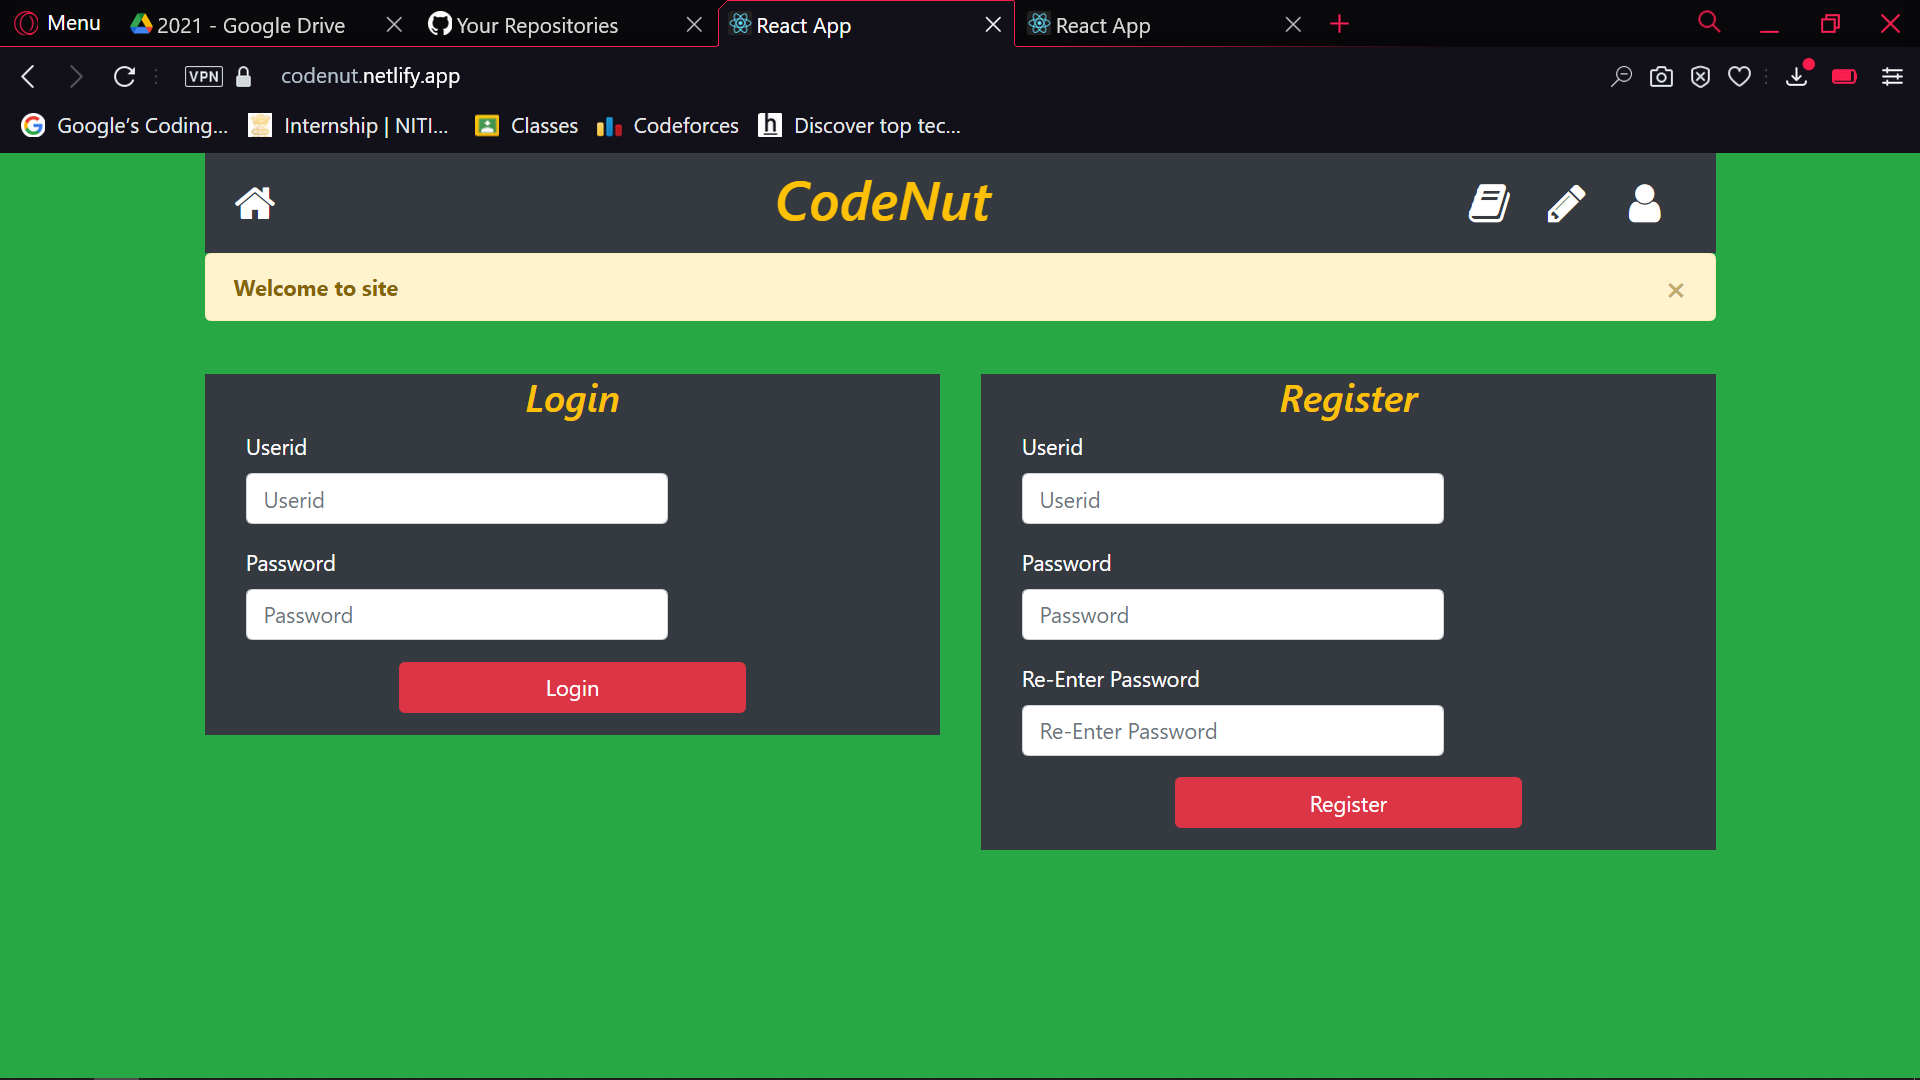 Menu
2021 - Google Drive
Your Repositories
React App
React App
VPN
codenut.netlify.app
Google’s Coding...
Internship | NITI...
Classes
Codeforces
h
Discover top tec...
CodeNut
Welcome to site
×
Login
Userid
Userid
Password
Password
Login
Register
Userid
Userid
Password
Password
Re-Enter Password
Re-Enter Password
Register